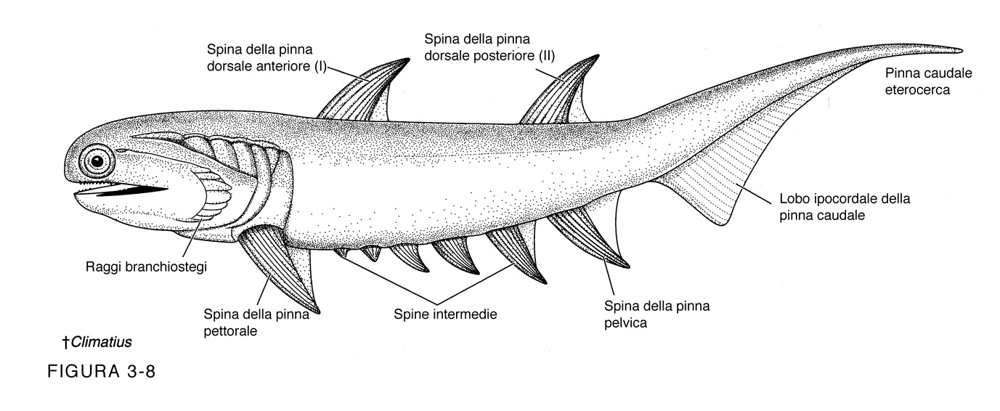 Spina della pinna
dorsale anteriore (I)
Spina della pinna
dorsale posteriore (II)
Pinna caudale
eterocerca
Lobo ipocordale della
pinna caudale
Raggi branchiostegi
Spina della pinna
pettorale
Spine intermedie
Spina della pinna
pelvica
†Climatius
FIGURA 3-8